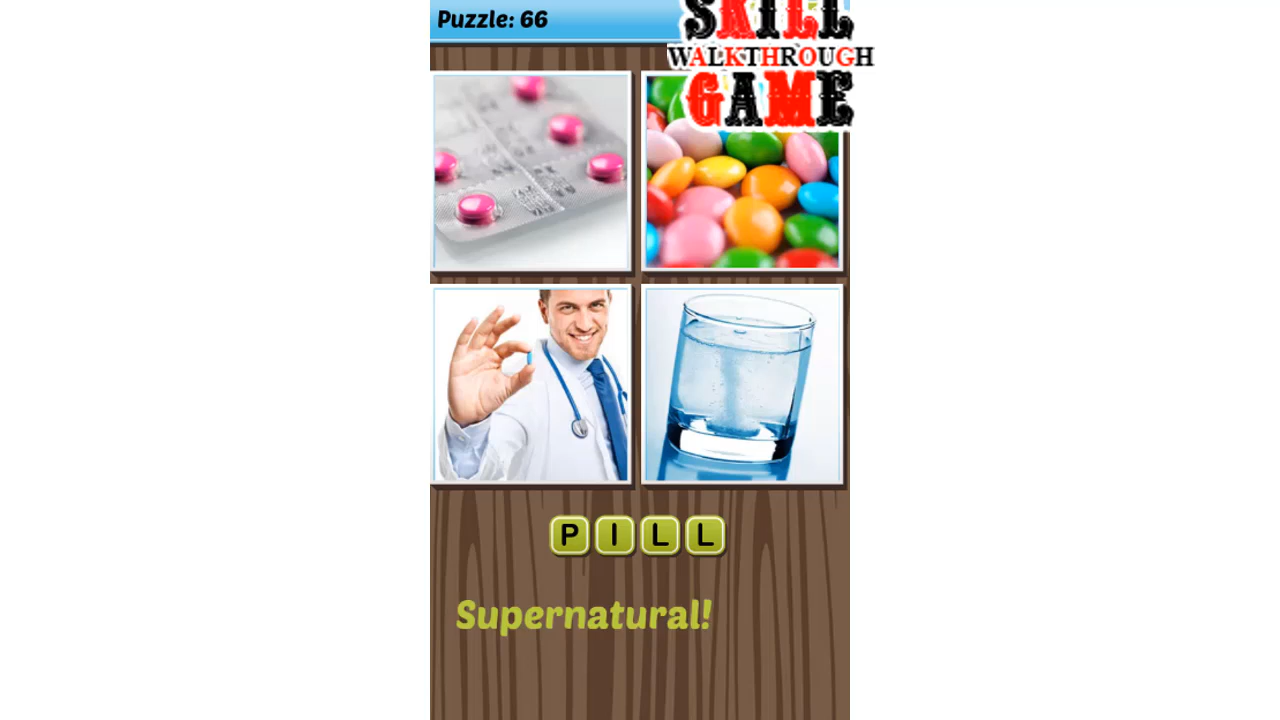 Puzzle: 66
SKILL
WALKTHROUGH
GAME
PILL
Supernatural!